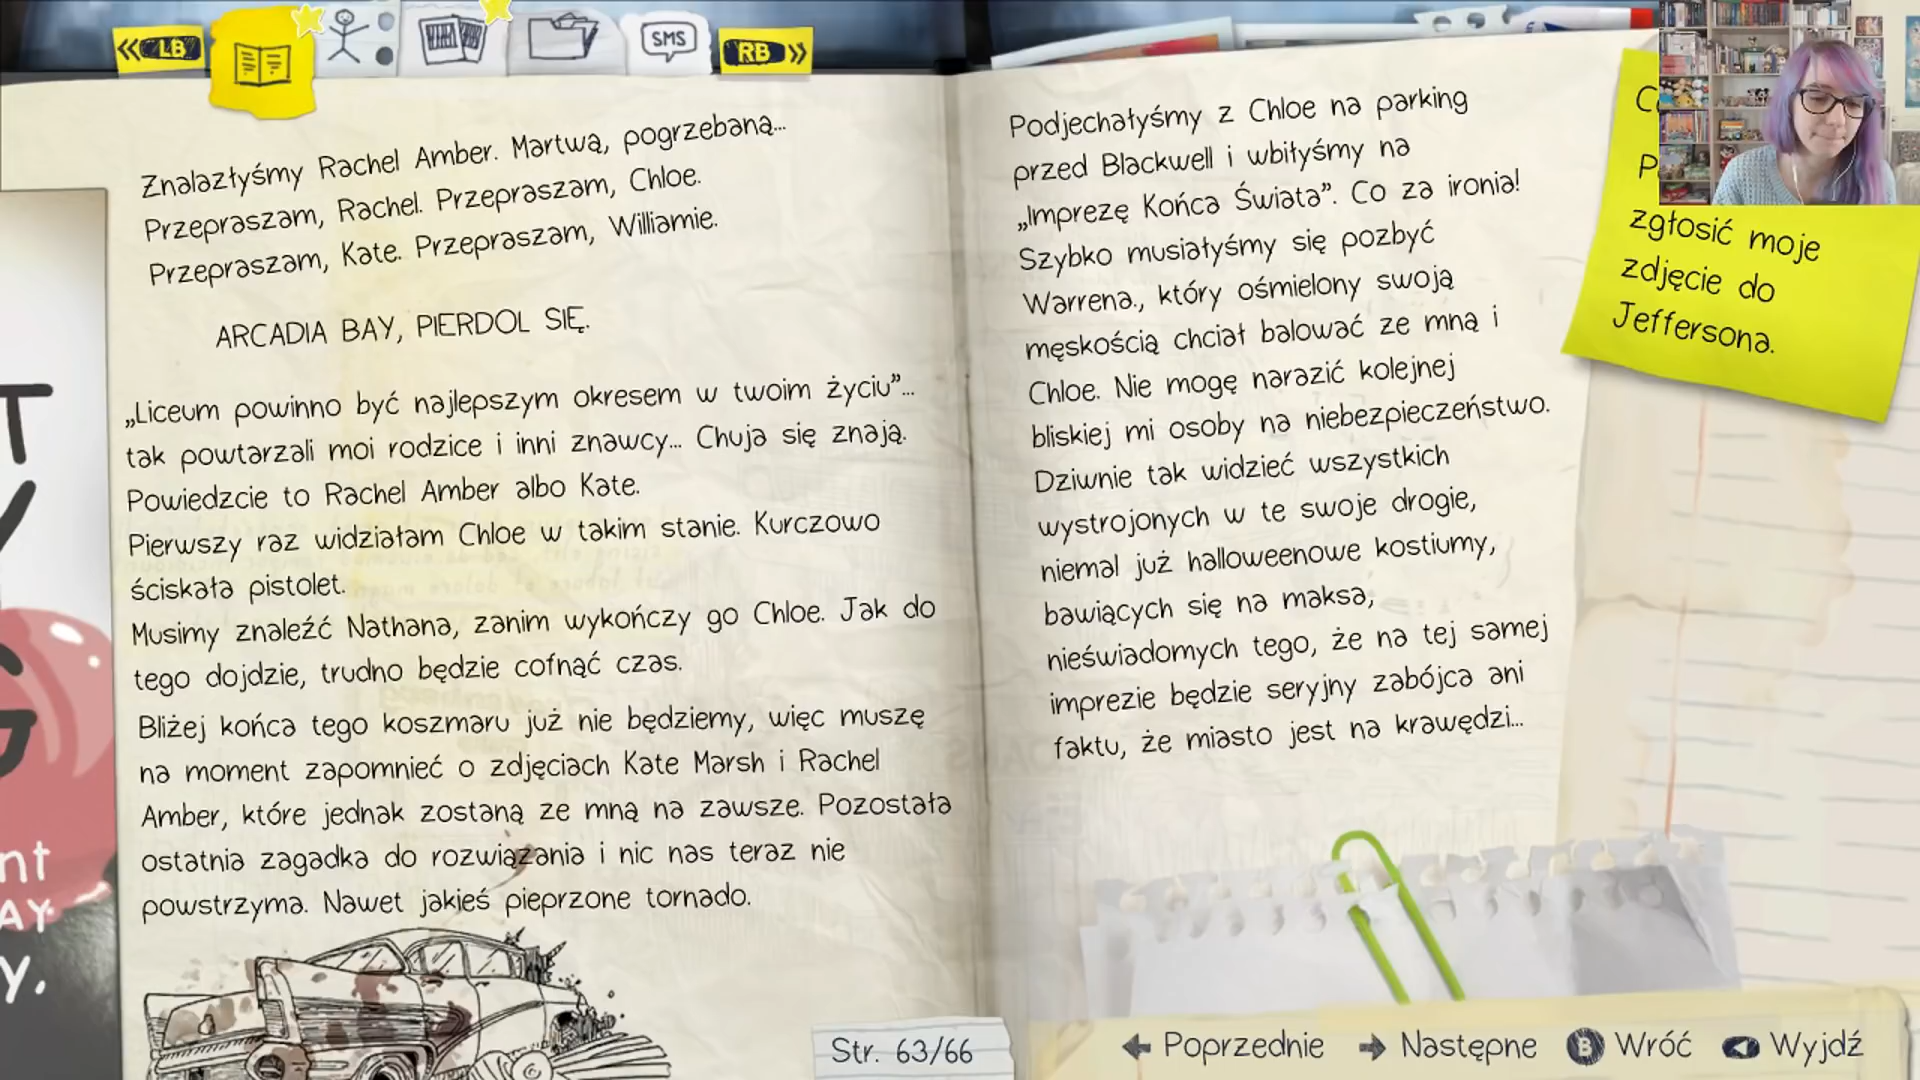 LB
SMS
RB
Znalazłyśmy Rachel Amber. Martwą, pogrzebaną...
Przepraszam, Rachel. Przepraszam, Chloe.
Przepraszam, Kate. Przepraszam, Williamie.
ARCADIA BAY, PIERDOL SIĘ.
„Liceum powinno być najlepszym okresem w twoim życiu”...
tak powtarzali moi rodzice i inni znawcy... Chuja się znają.
Powiedzcie to Rachel Amber albo Kate.
Pierwszy raz widziałam Chloe w takim stanie. Kurczowo
ściskała pistolet.
Musimy znaleźć Nathana, zanim wykończy go Chloe. Jak do
tego dojdzie, trudno będzie cofnąć czas.
Bliżej końca tego koszmaru już nie będziemy, więc muszę
na moment zapomnieć o zdjęciach Kate Marsh i Rachel
Amber, które jednak zostaną ze mną na zawsze. Pozostała
ostatnia zagadka do rozwiązania i nic nas teraz nie
powstrzyma. Nawet jakieś pieprzone tornado.
Podjechałyśmy z Chloe na parking
przed Blackwell i wbiłyśmy na
„Imprezę Końca Świata”. Co za ironia!
Szybko musiałyśmy się pozbyć
Warrena., który ośmielony swoją
męskością chciał balować ze mną i
Chloe. Nie mogę narazić kolejnej
bliskiej mi osoby na niebezpieczeństwo.
Dziwnie tak widzieć wszystkich
wystrojonych w te swoje drogie,
niemal już halloweenowe kostiumy,
bawiących się na maksa,
nieświadomych tego, że na tej samej
imprezie będzie seryjny zabójca ani
faktu, że miasto jest na krawędzi...
zgłosić moje
zdjęcie do
Jeffersona.
T
Y
G
nt
AY
y.
Str. 63/66
Poprzednie
Następne
B Wróć
Wyjdź